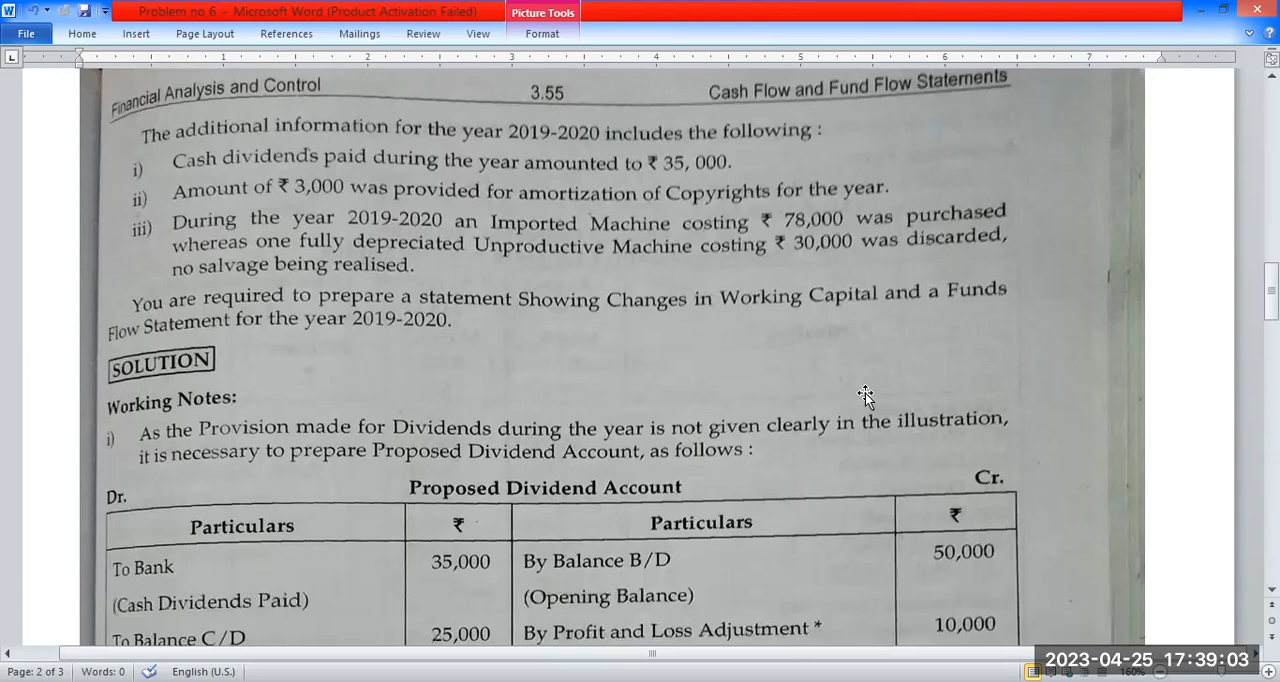 Problem no 6 - Microsoft Word (Product Activation Failed)
Picture Tools
File Home Insert Page Layout References Mailings Review View Format
1 2 3 4 5 6 7
Financial Analysis and Control 3.55 Cash Flow and Fund Flow Statements
The additional information for the year 2019-2020 includes the following :
i) Cash dividends paid during the year amounted to ₹ 35, 000.
ii) Amount of ₹ 3,000 was provided for amortization of Copyrights for the year.
iii) During the year 2019-2020 an Imported Machine costing ₹ 78,000 was purchased
whereas one fully depreciated Unproductive Machine costing ₹ 30,000 was discarded,
no salvage being realised.
You are required to prepare a statement Showing Changes in Working Capital and a Funds
Flow Statement for the year 2019-2020.
SOLUTION
Working Notes:
i) As the Provision made for Dividends during the year is not given clearly in the illustration,
it is necessary to prepare Proposed Dividend Account, as follows :
Dr. Proposed Dividend Account Cr.
Particulars ₹ Particulars ₹
To Bank 35,000 By Balance B/D 50,000
(Cash Dividends Paid) (Opening Balance)
To Balance C/D 25,000 By Profit and Loss Adjustment * 10,000
Page: 2 of 3 Words: 0 English (U.S.) 160%
2023-04-25 17:39:03